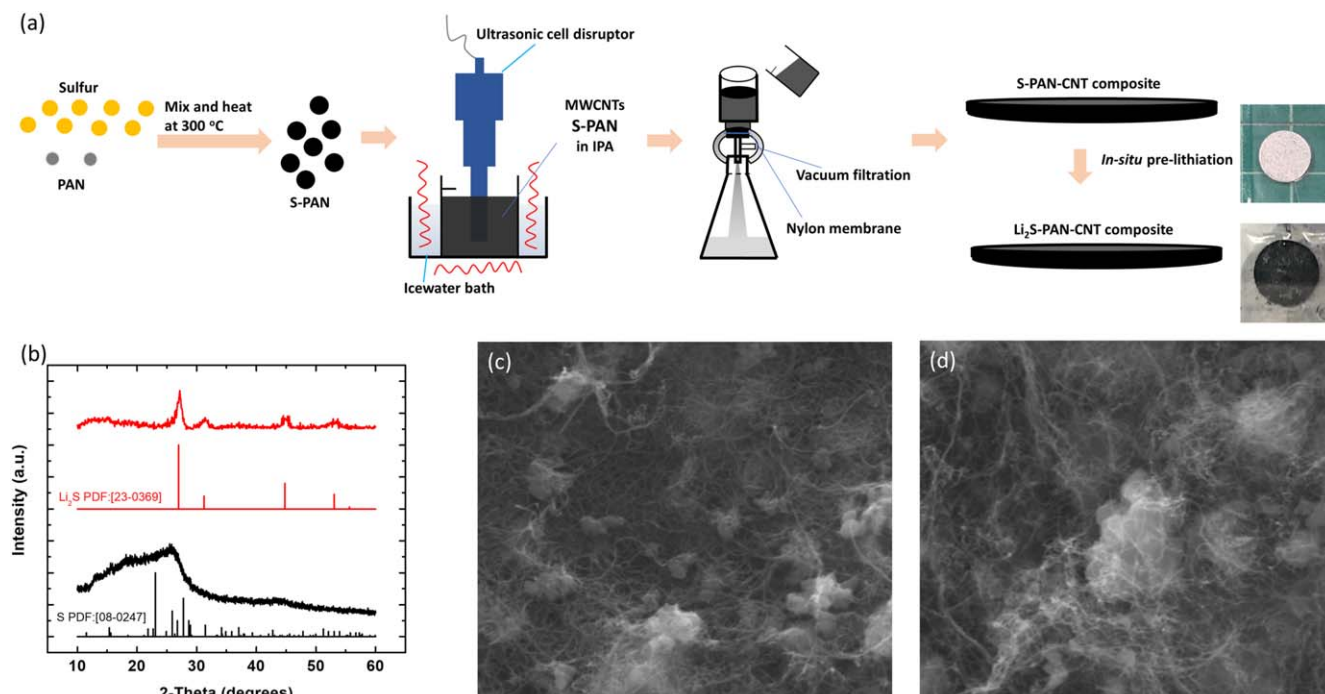 (a)
Sulfur
PAN
Mix and heat
at 300 °C
S-PAN
Ultrasonic cell disruptor
MWCNTs
S-PAN
in IPA
Icewater bath
Vacuum filtration
Nylon membrane
S-PAN-CNT composite
In-situ pre-lithiation
Li₂S-PAN-CNT composite
(b)
Intensity (a.u.)
Li₂S PDF:[23-0369]
S PDF:[08-0247]
10 20 30 40 50 60
2-Theta (degrees)
(c)
(d)